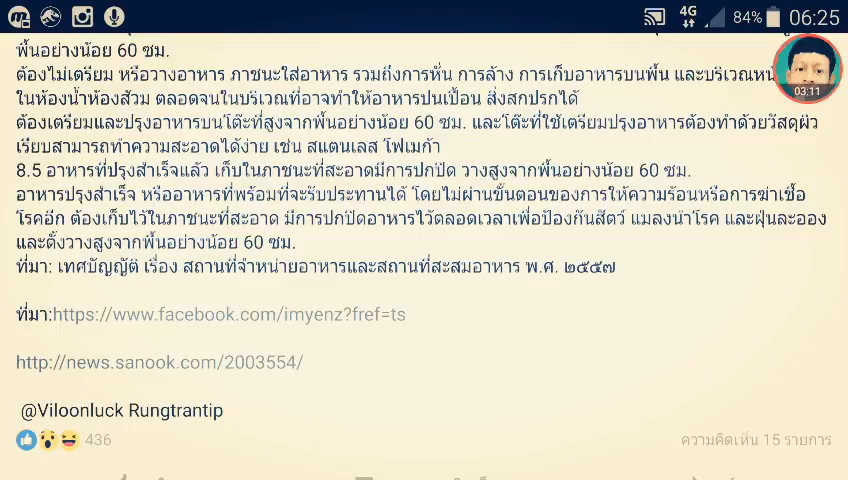 4G 84% 06:25
พื้นอย่างน้อย 60 ซม.
03:11
ต้องไม่เตรียม หรือวางอาหาร ภาชนะใส่อาหาร รวมถึงการหั่น การล้าง การเก็บอาหารบนพื้น และบริเวณ
ในห้องน้ำห้องส้วม ตลอดจนในบริเวณที่อาจทำให้อาหารปนเปื้อน สิ่งสกปรกได้
ต้องเตรียมและปรุงอาหารบนโต๊ะที่สูงจากพื้นอย่างน้อย 60 ซม. และโต๊ะที่ใช้เตรียมปรุงอาหารต้องทำด้วยวัสดุผิว
เรียบสามารถทำความสะอาดได้ง่าย เช่น สแตนเลส โฟเมก้า
8.5 อาหารที่ปรุงสำเร็จแล้ว เก็บในภาชนะที่สะอาดมีการปกปิด วางสูงจากพื้นอย่างน้อย 60 ซม.
อาหารปรุงสำเร็จ หรืออาหารที่พร้อมที่จะรับประทานได้ โดยไม่ผ่านขั้นตอนของการให้ความร้อนหรือการฆ่าเชื้อ
โรคอีก ต้องเก็บไว้ในภาชนะที่สะอาด มีการปกปิดอาหารไว้ตลอดเวลาเพื่อป้องกันสัตว์ แมลงนำโรค และฝุ่นละออง
และตั้งวางสูงจากพื้นอย่างน้อย 60 ซม.
ที่มา: เทศบัญญัติ เรื่อง สถานที่จำหน่ายอาหารและสถานที่สะสมอาหาร พ.ศ. ๒๕๕๗
ที่มา:https://www.facebook.com/imyenz?fref=ts
http://news.sanook.com/2003554/
@Viloonluck Rungtrantip
436 ความคิดเห็น 15 รายการ